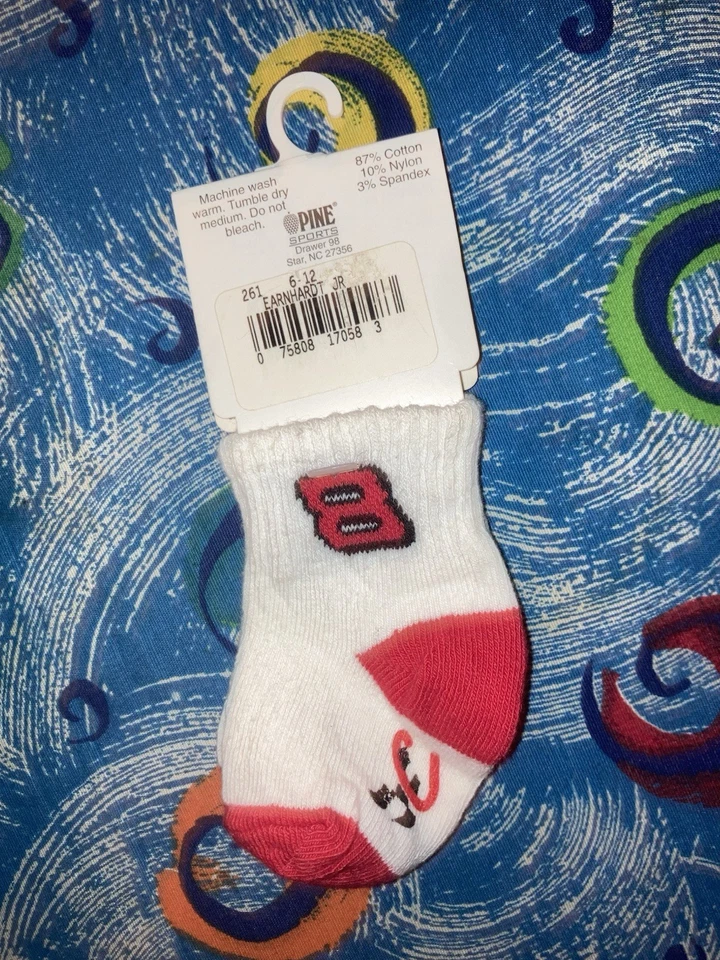 Machine wash
warm. Tumble dry
medium. Do not
bleach.
87% Cotton
10% Nylon
3% Spandex
PINE®
SPORTS
Drawer 98
Star, NC 27356
261 6-12
EARNHARDT JR
0 75808 17058 3
8